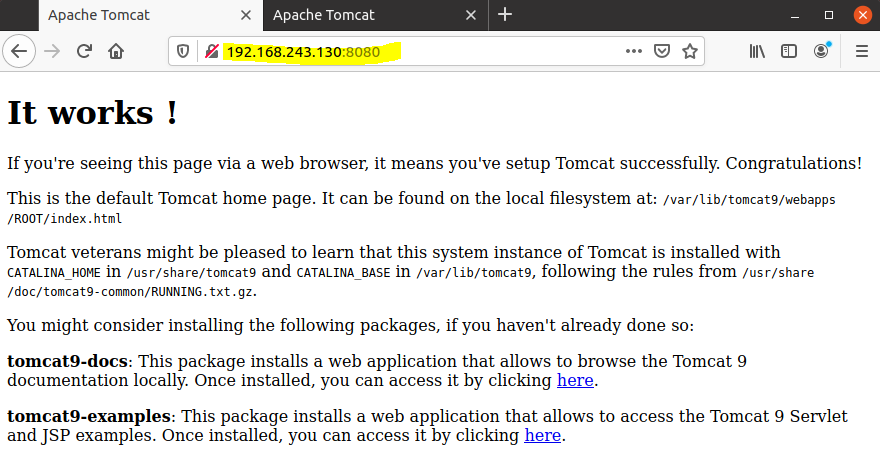 Apache Tomcat
Apache Tomcat
192.168.243.130:8080
It works !
If you're seeing this page via a web browser, it means you've setup Tomcat successfully. Congratulations!
This is the default Tomcat home page. It can be found on the local filesystem at: /var/lib/tomcat9/webapps
/ROOT/index.html
Tomcat veterans might be pleased to learn that this system instance of Tomcat is installed with
CATALINA_HOME in /usr/share/tomcat9 and CATALINA_BASE in /var/lib/tomcat9, following the rules from /usr/share
/doc/tomcat9-common/RUNNING.txt.gz.
You might consider installing the following packages, if you haven't already done so:
tomcat9-docs: This package installs a web application that allows to browse the Tomcat 9
documentation locally. Once installed, you can access it by clicking here.
tomcat9-examples: This package installs a web application that allows to access the Tomcat 9 Servlet
and JSP examples. Once installed, you can access it by clicking here.